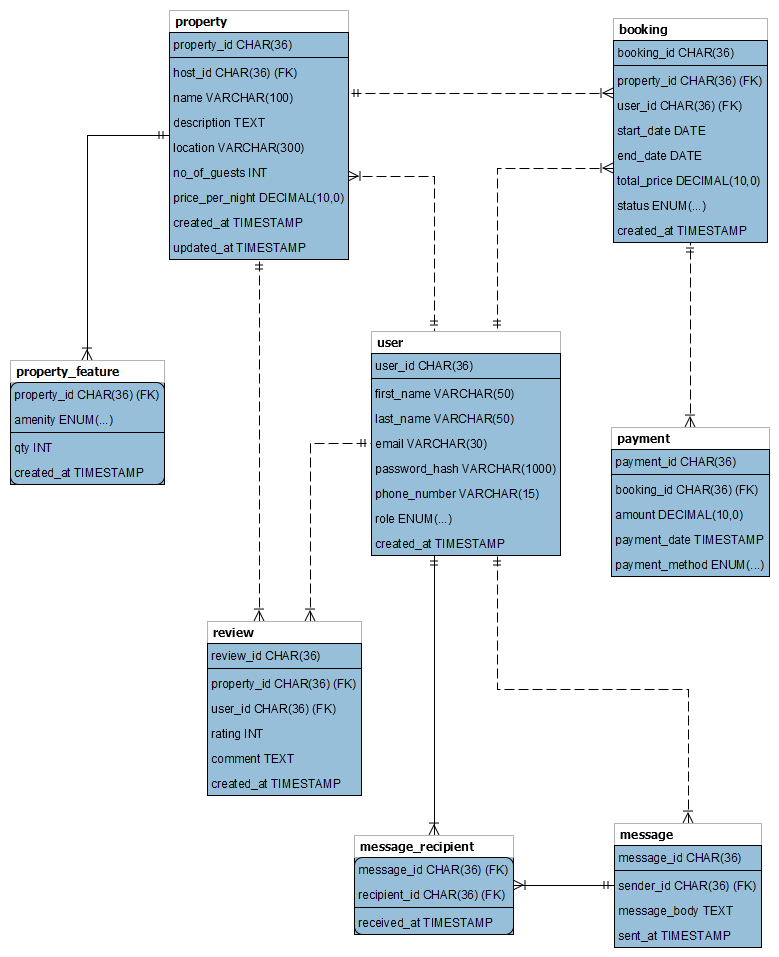 property
property_id CHAR(36)
host_id CHAR(36) (FK)
name VARCHAR(100)
description TEXT
location VARCHAR(300)
no_of_guests INT
price_per_night DECIMAL(10,0)
created_at TIMESTAMP
updated_at TIMESTAMP
booking
booking_id CHAR(36)
property_id CHAR(36) (FK)
user_id CHAR(36) (FK)
start_date DATE
end_date DATE
total_price DECIMAL(10,0)
status ENUM(...)
created_at TIMESTAMP
property_feature
property_id CHAR(36) (FK)
amenity ENUM(...)
qty INT
created_at TIMESTAMP
user
user_id CHAR(36)
first_name VARCHAR(50)
last_name VARCHAR(50)
email VARCHAR(30)
password_hash VARCHAR(1000)
phone_number VARCHAR(15)
role ENUM(...)
created_at TIMESTAMP
payment
payment_id CHAR(36)
booking_id CHAR(36) (FK)
amount DECIMAL(10,0)
payment_date TIMESTAMP
payment_method ENUM(...)
review
review_id CHAR(36)
property_id CHAR(36) (FK)
user_id CHAR(36) (FK)
rating INT
comment TEXT
created_at TIMESTAMP
message_recipient
message_id CHAR(36) (FK)
recipient_id CHAR(36) (FK)
received_at TIMESTAMP
message
message_id CHAR(36)
sender_id CHAR(36) (FK)
message_body TEXT
sent_at TIMESTAMP